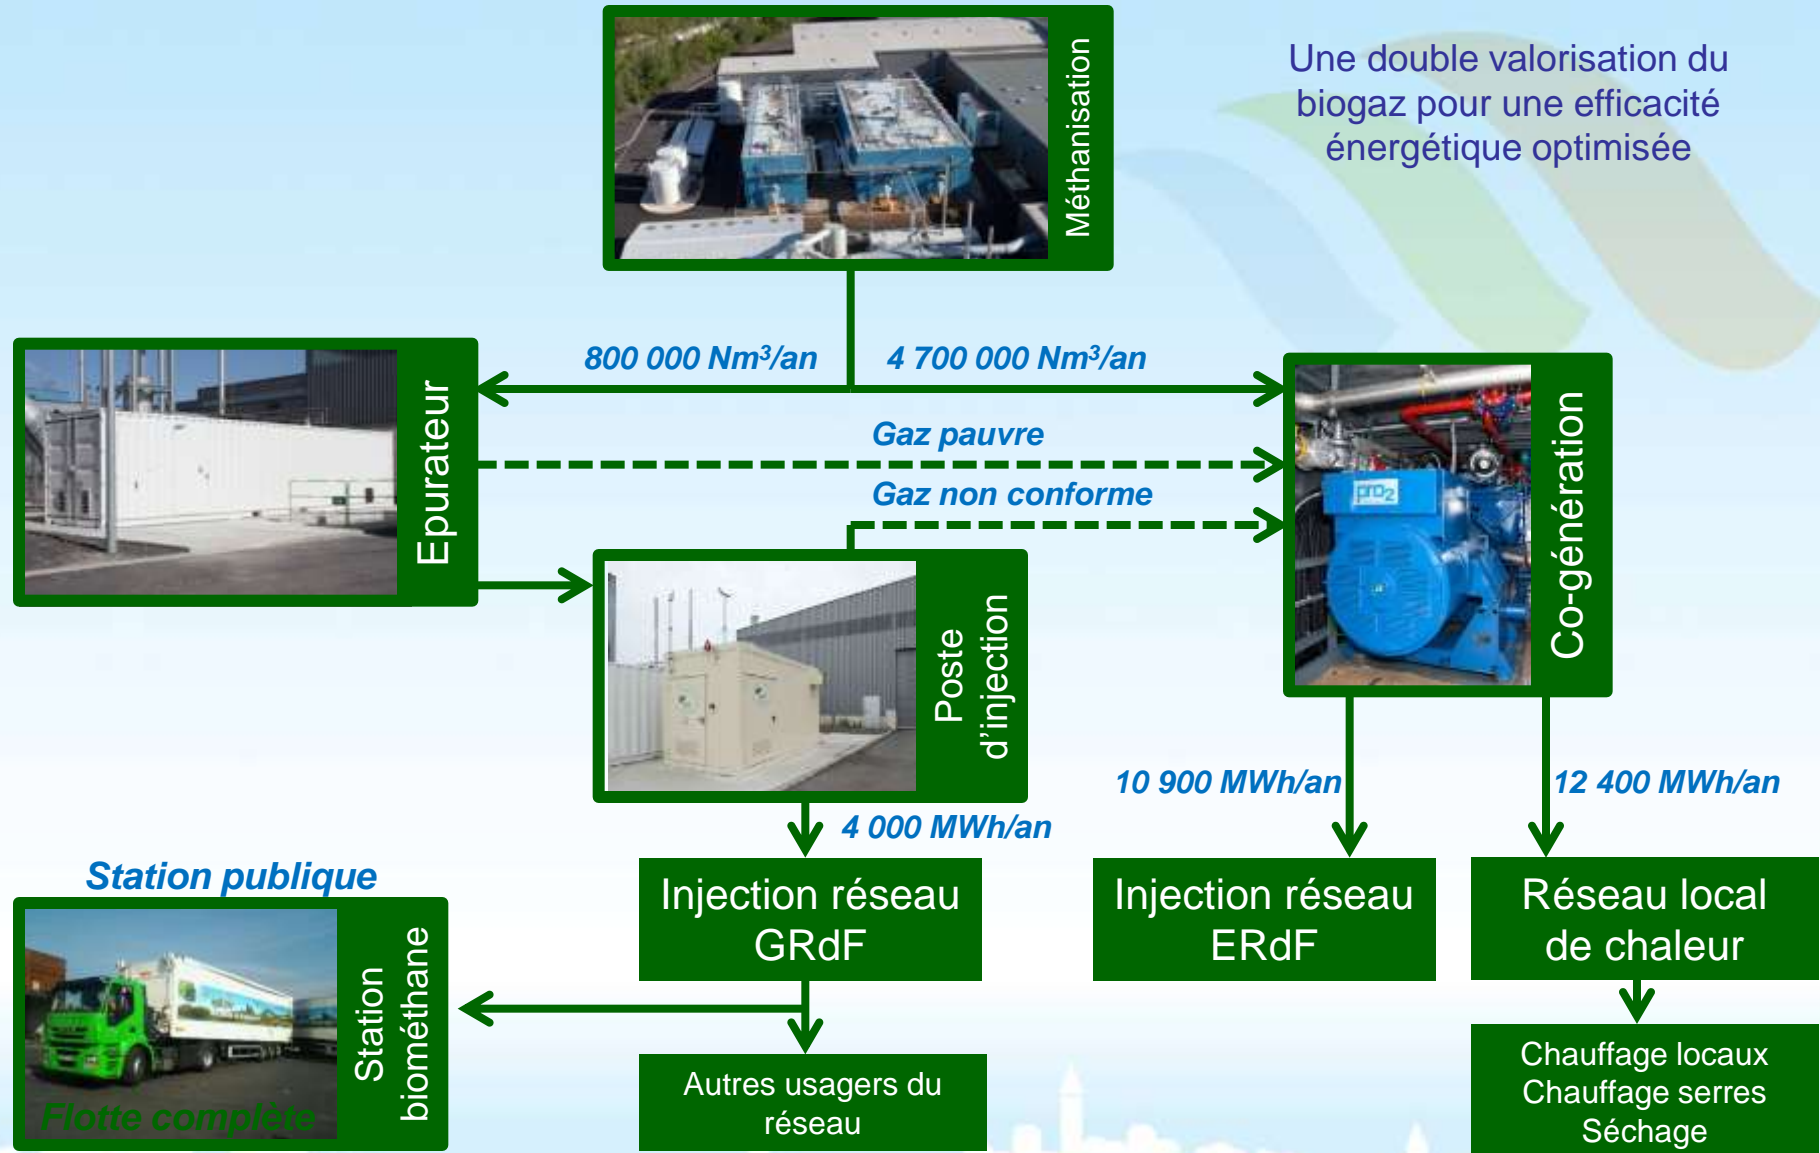 Méthanisation
Une double valorisation du
biogaz pour une efficacité
énergétique optimisée
800 000 Nm³/an
4 700 000 Nm³/an
Epurateur
Gaz pauvre
Gaz non conforme
pro2
Co-génération
Poste
d'injection
10 900 MWh/an
12 400 MWh/an
4 000 MWh/an
Station publique
Injection réseau
GRdF
Injection réseau
ERdF
Réseau local
de chaleur
Station
biométhane
Flotte complète
Autres usagers du
réseau
Chauffage locaux
Chauffage serres
Séchage